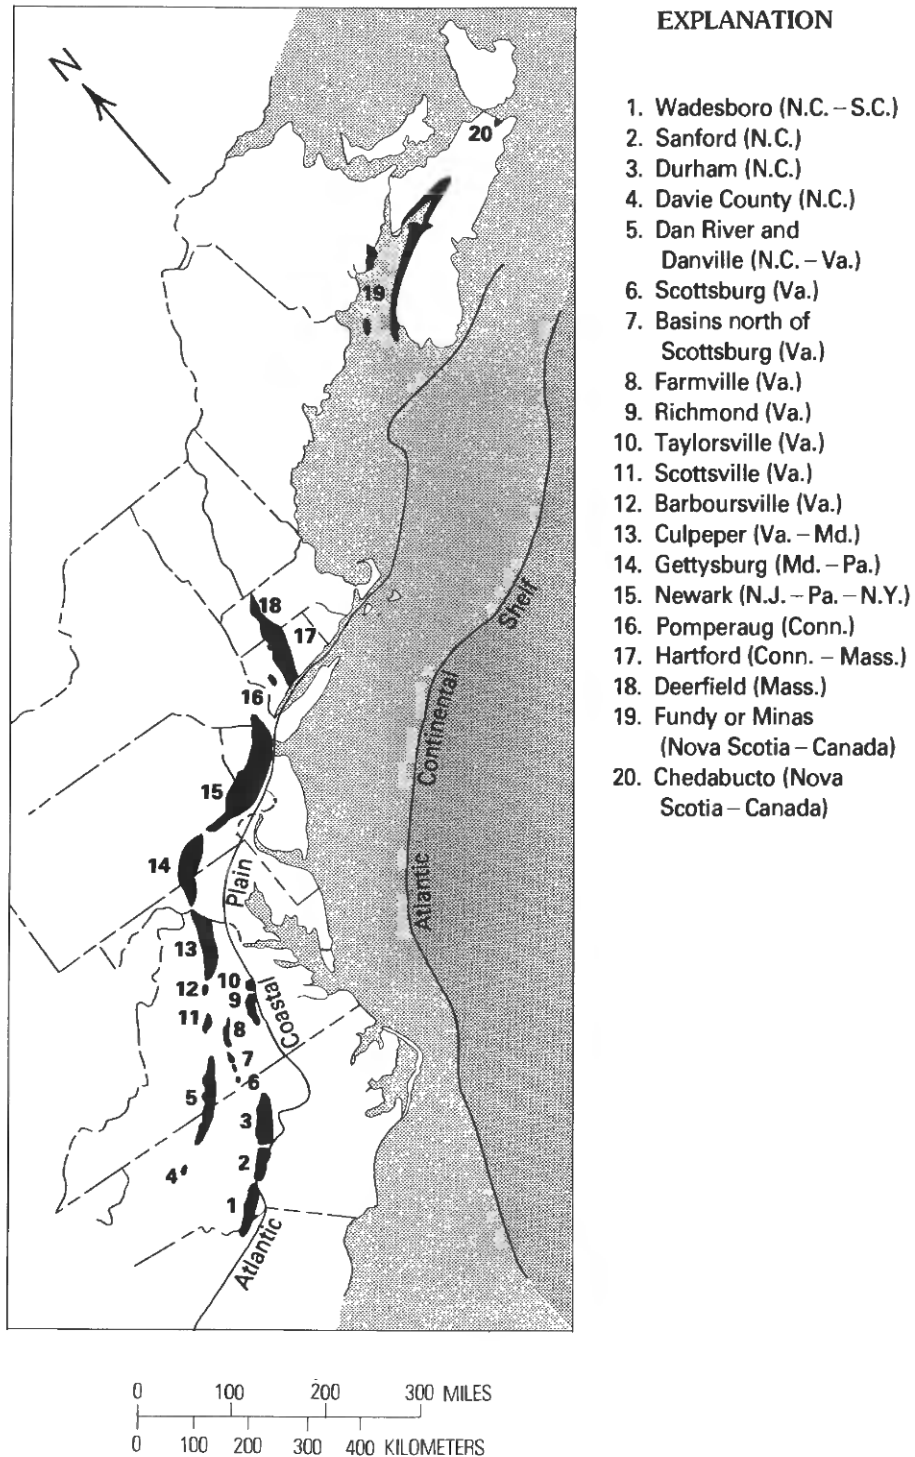 EXPLANATION
1. Wadesboro (N.C. – S.C.)
2. Sanford (N.C.)
3. Durham (N.C.)
4. Davie County (N.C.)
5. Dan River and
Danville (N.C. – Va.)
6. Scottsburg (Va.)
7. Basins north of
Scottsburg (Va.)
8. Farmville (Va.)
9. Richmond (Va.)
10. Taylorsville (Va.)
11. Scottsville (Va.)
12. Barboursville (Va.)
13. Culpeper (Va. – Md.)
14. Gettysburg (Md. – Pa.)
15. Newark (N.J. – Pa. – N.Y.)
16. Pomperaug (Conn.)
17. Hartford (Conn. – Mass.)
18. Deerfield (Mass.)
19. Fundy or Minas
(Nova Scotia – Canada)
20. Chedabucto (Nova
Scotia – Canada)
N
20
19
18
17
16
15
14
13
12
11
10
9
8
7
6
5
4
3
2
1
Atlantic Coastal Plain
Atlantic Continental Shelf
0 100 200 300 MILES
0 100 200 300 400 KILOMETERS